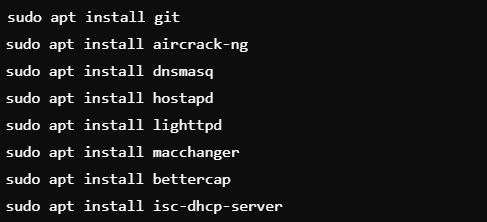 sudo apt install git
sudo apt install aircrack-ng
sudo apt install dnsmasq
sudo apt install hostapd
sudo apt install lighttpd
sudo apt install macchanger
sudo apt install bettercap
sudo apt install isc-dhcp-server